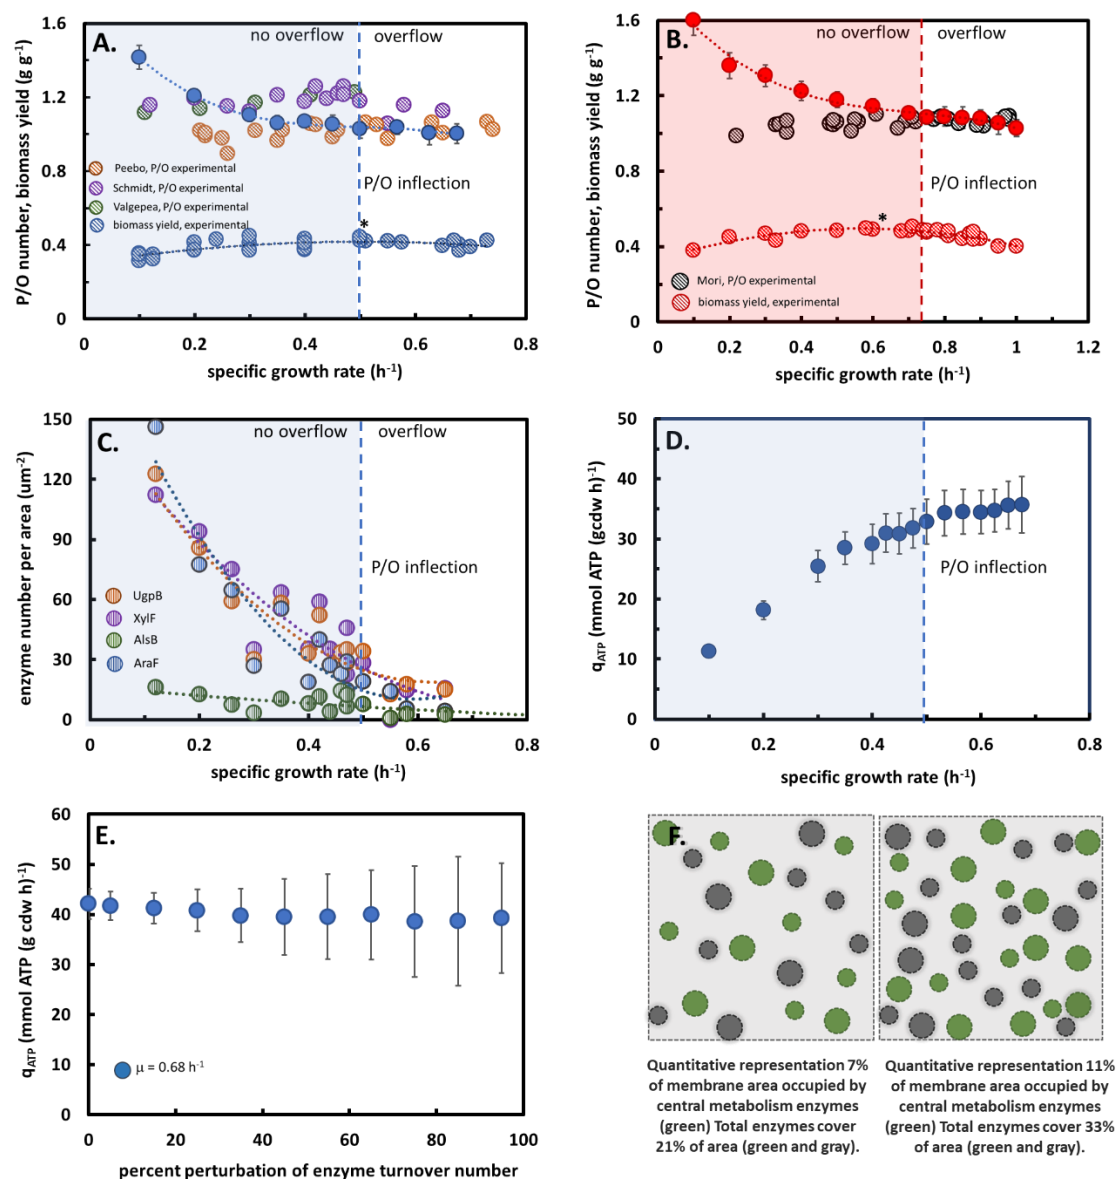 A.
no overflow
overflow
P/O number, biomass yield (g g-1)
1.6
1.2
0.8
0.4
0
Peebo, P/O experimental
Schmidt, P/O experimental
Valgepea, P/O experimental
biomass yield, experimental
P/O inflection
*
0 0.2 0.4 0.6 0.8
specific growth rate (h-1)
B.
no overflow
overflow
P/O number, biomass yield (g g-1)
1.6
1.2
0.8
0.4
0
P/O inflection
*
Mori, P/O experimental
biomass yield, experimental
0 0.2 0.4 0.6 0.8 1 1.2
specific growth rate (h-1)
C.
no overflow
overflow
enzyme number per area (um-2)
150
120
90
60
30
0
P/O inflection
UgpB
XylF
AlsB
AraF
0 0.2 0.4 0.6 0.8
specific growth rate (h-1)
D.
qATP (mmol ATP (gcdw h)-1)
50
40
30
20
10
0
P/O inflection
0 0.2 0.4 0.6 0.8
specific growth rate (h-1)
E.
qATP (mmol ATP (g cdw h)-1)
60
50
40
30
20
10
0
μ = 0.68 h-1
0 20 40 60 80 100
percent perturbation of enzyme turnover number
F.
Quantitative representation 7%
of membrane area occupied by
central metabolism enzymes
(green) Total enzymes cover
21% of area (green and gray).
Quantitative representation 11%
of membrane area occupied by
central metabolism enzymes
(green) Total enzymes cover 33%
of area (green and gray).